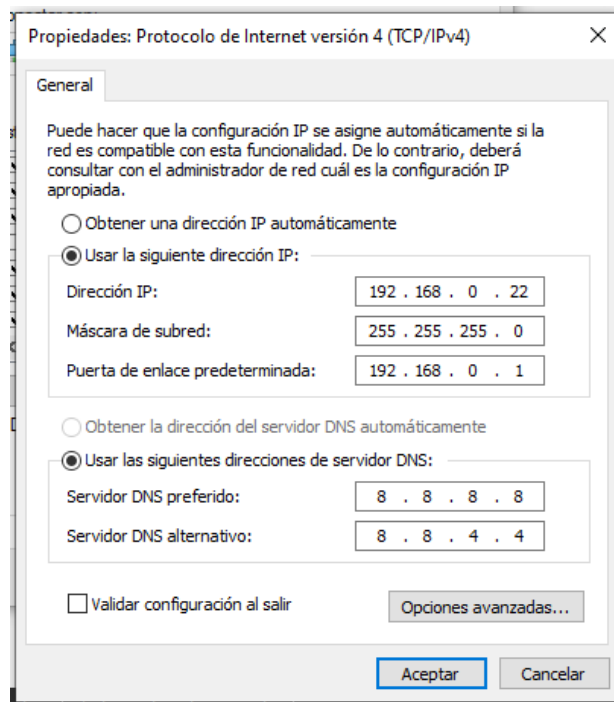 Propiedades: Protocolo de Internet versión 4 (TCP/IPv4)
General
Puede hacer que la configuración IP se asigne automáticamente si la
red es compatible con esta funcionalidad. De lo contrario, deberá
consultar con el administrador de red cuál es la configuración IP
apropiada.
Obtener una dirección IP automáticamente
Usar la siguiente dirección IP:
Dirección IP: 192 . 168 . 0 . 22
Máscara de subred: 255 . 255 . 255 . 0
Puerta de enlace predeterminada: 192 . 168 . 0 . 1
Obtener la dirección del servidor DNS automáticamente
Usar las siguientes direcciones de servidor DNS:
Servidor DNS preferido: 8 . 8 . 8 . 8
Servidor DNS alternativo: 8 . 8 . 4 . 4
Validar configuración al salir
Opciones avanzadas...
Aceptar Cancelar